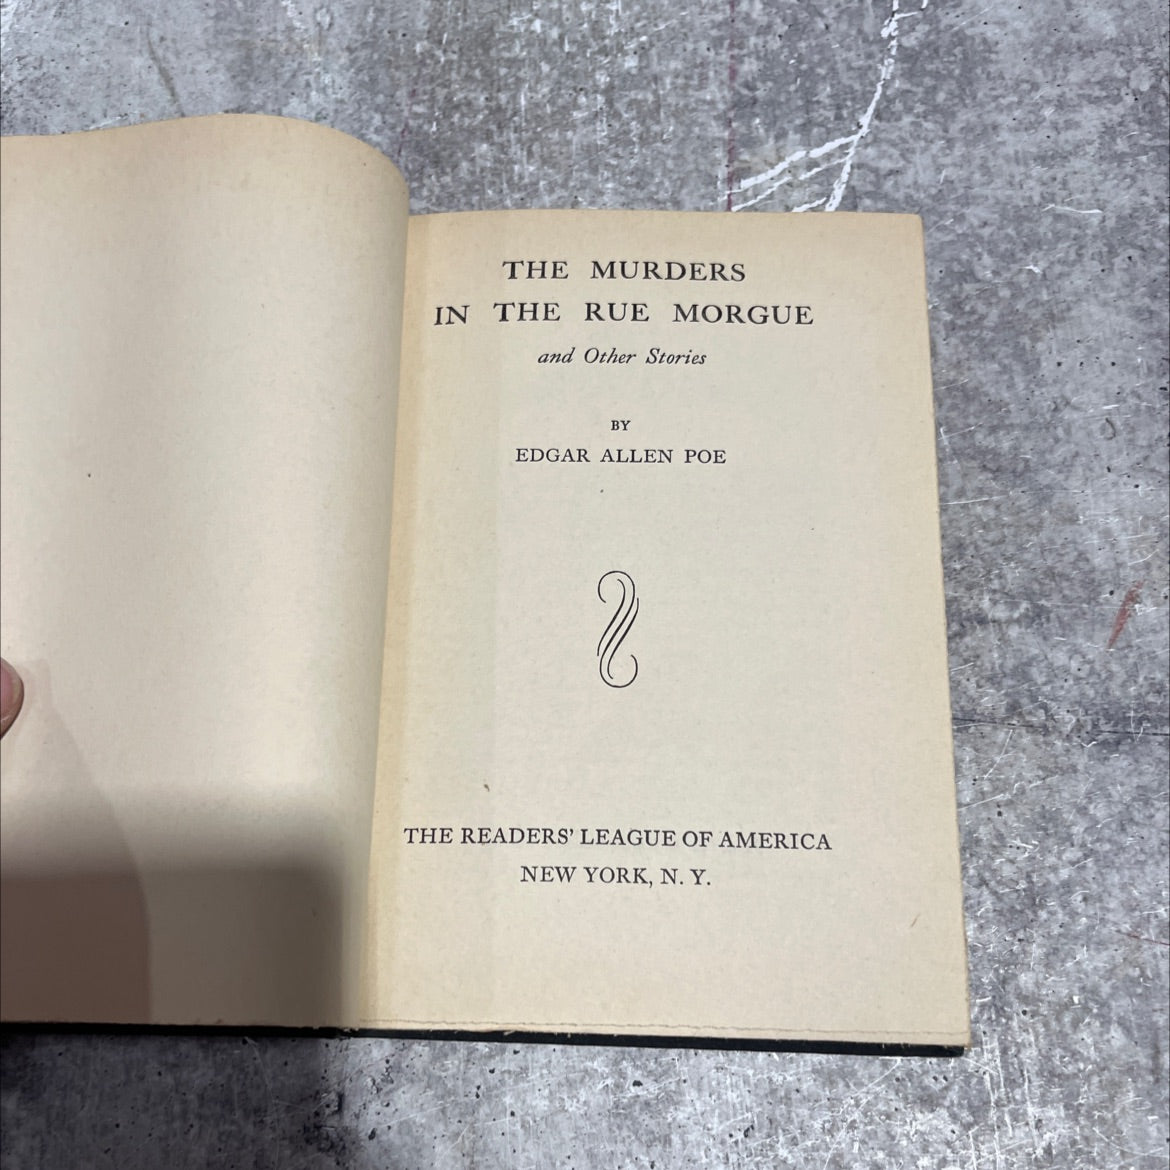 THE MURDERS
IN THE RUE MORGUE
and Other Stories
BY
EDGAR ALLEN POE
THE READERS’ LEAGUE OF AMERICA
NEW YORK, N. Y.